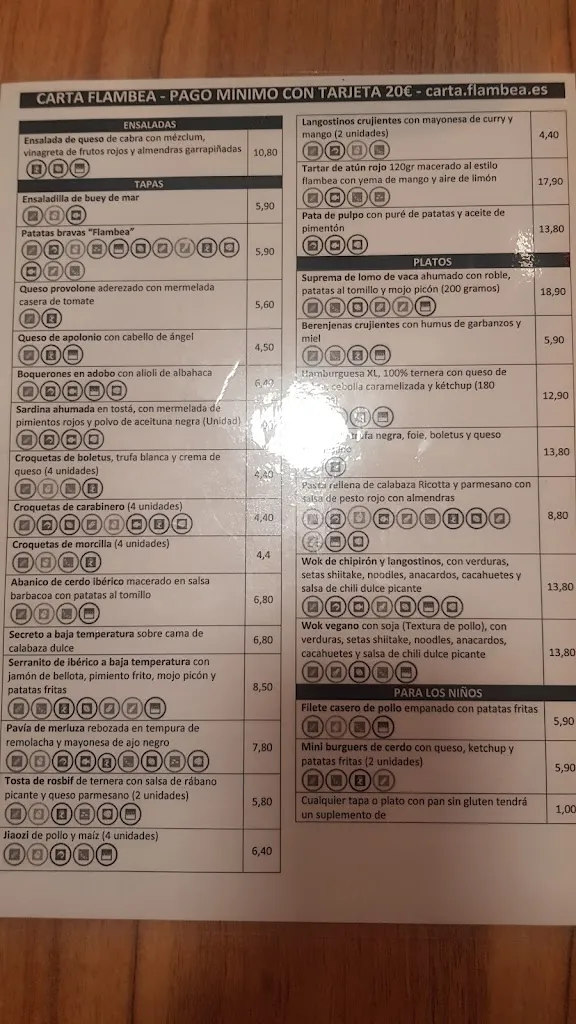 CARTA FLAMBEA - PAGO MINIMO CON TARJETA 20€ - carta.flambea.es
ENSALADAS
Ensalada de queso de cabra con mézclum,
vinagreta de frutos rojos y almendras garrapiñadas
10,80
TAPAS
Ensaladilla de buey de mar
5,90
Patatas bravas "Flambea"
5,90
Queso provolone aderezado con mermelada
casera de tomate
5,60
Queso de apolonio con cabello de ángel
4,50
Boquerones en adobo con alioli de albahaca
6,40
Sardina ahumada en tostá, con mermelada de
pimientos rojos y polvo de aceituna negra (Unidad)
Croquetas de boletus, trufa blanca y crema de
queso (4 unidades)
4,40
Croquetas de carabinero (4 unidades)
4,40
Croquetas de morcilla (4 unidades)
4,4
Abanico de cerdo ibérico macerado en salsa
barbacoa con patatas al tomillo
6,80
Secreto a baja temperatura sobre cama de
calabaza dulce
6,80
Serranito de ibérico a baja temperatura con
jamón de bellota, pimiento frito, mojo picón y
patatas fritas
8,50
Pavía de merluza rebozada en tempura de
remolacha y mayonesa de ajo negro
7,80
Tosta de rosbif de ternera con salsa de rábano
picante y queso parmesano (2 unidades)
5,80
Jiaozi de pollo y maíz (4 unidades)
6,40
Langostinos crujientes con mayonesa de curry y
mango (2 unidades)
4,40
Tartar de atún rojo 120gr macerado al estilo
flambea con yema de mango y aire de limón
17,90
Pata de pulpo con puré de patatas y aceite de
pimentón
13,80
PLATOS
Suprema de lomo de vaca ahumado con roble,
patatas al tomillo y mojo picón (200 gramos)
18,90
Berenjenas crujientes con humus de garbanzos y
miel
5,90
Hamburguesa XL, 100% ternera con queso de
cebolla caramelizada y kétchup (180
12,90
trufa negra, foie, boletus y queso
13,80
Pasta rellena de calabaza Ricotta y parmesano con
salsa de pesto rojo con almendras
8,80
Wok de chipirón y langostinos, con verduras,
setas shiitake, noodles, anacardos, cacahuetes y
salsa de chili dulce picante
13,80
Wok vegano con soja (Textura de pollo), con
verduras, setas shiitake, noodles, anacardos,
cacahuetes y salsa de chili dulce picante
13,80
PARA LOS NIÑOS
Filete casero de pollo empanado con patatas fritas
5,90
Mini burguers de cerdo con queso, ketchup y
patatas fritas (2 unidades)
5,90
Cualquier tapa o plato con pan sin gluten tendrá
un suplemento de
1,00